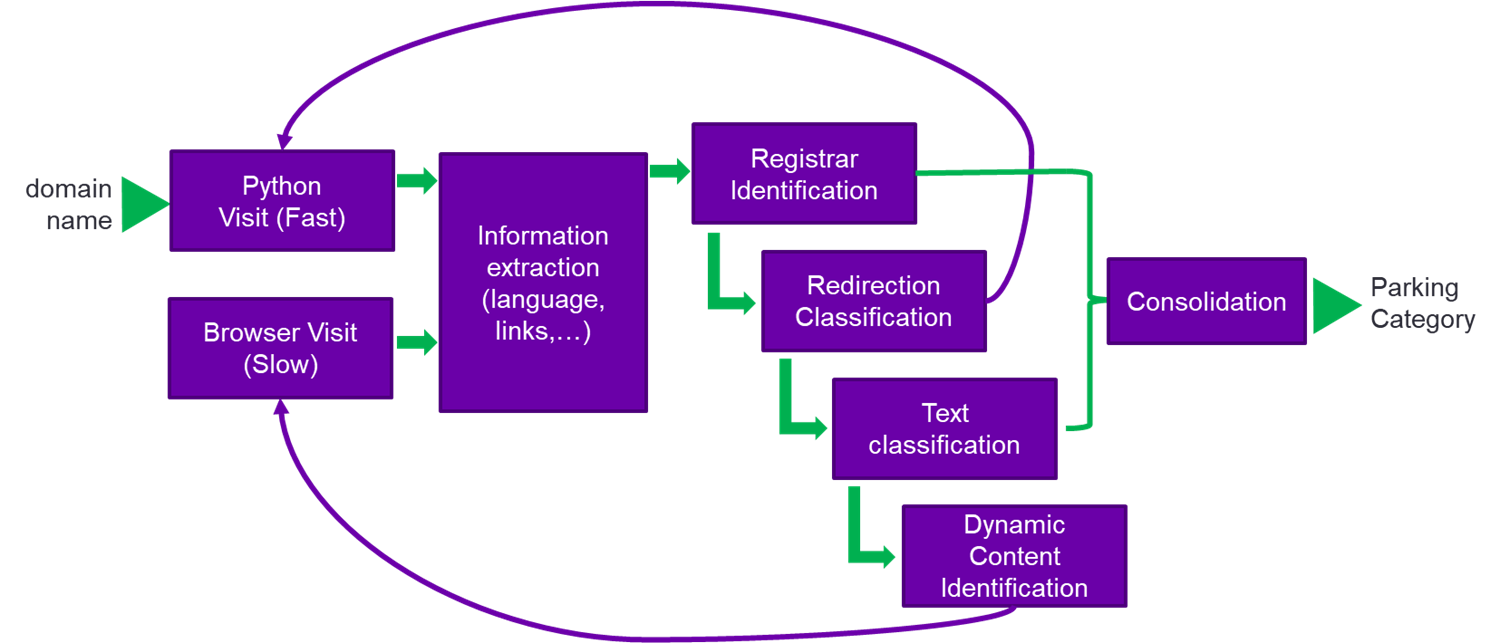 domain
name
Python
Visit (Fast)
Browser Visit
(Slow)
Information
extraction
(language,
links,…)
Registrar
Identification
Redirection
Classification
Text
classification
Dynamic
Content
Identification
Consolidation
Parking
Category